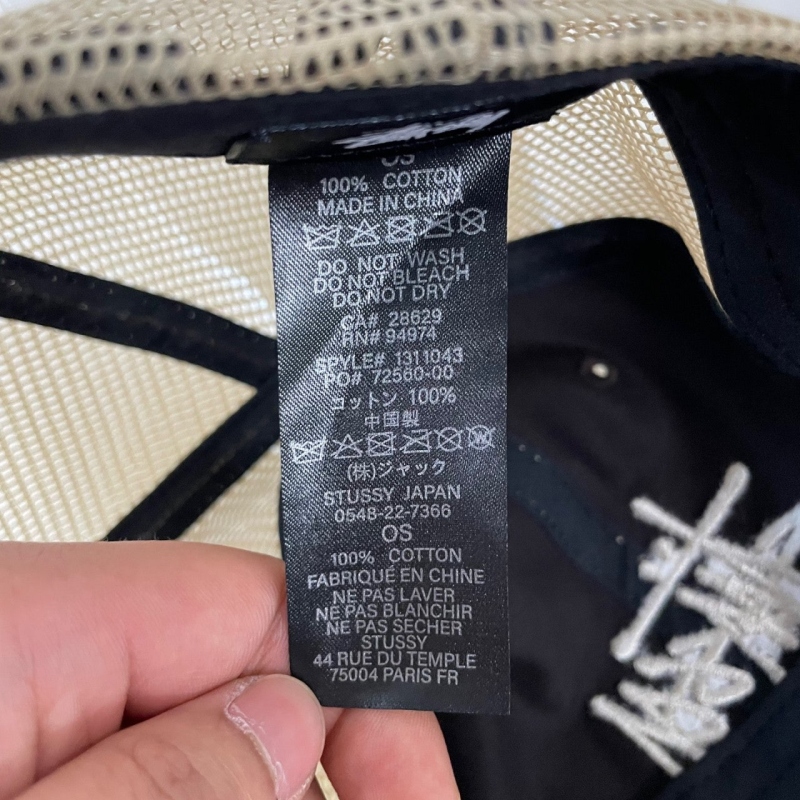 OS
100% COTTON
MADE IN CHINA
DO NOT WASH
DO NOT BLEACH
DO NOT DRY
CA# 28629
RN# 94974
SPYLE# 1311043
PO# 72560-00
コットン 100%
中国製
W
(株)ジャック
STUSSY JAPAN
0548-22-7366
OS
100% COTTON
FABRIQUÉ EN CHINE
NE PAS LAVER
NE PAS BLANCHIR
NE PAS SECHER
STUSSY
44 RUE DU TEMPLE
75004 PARIS FR